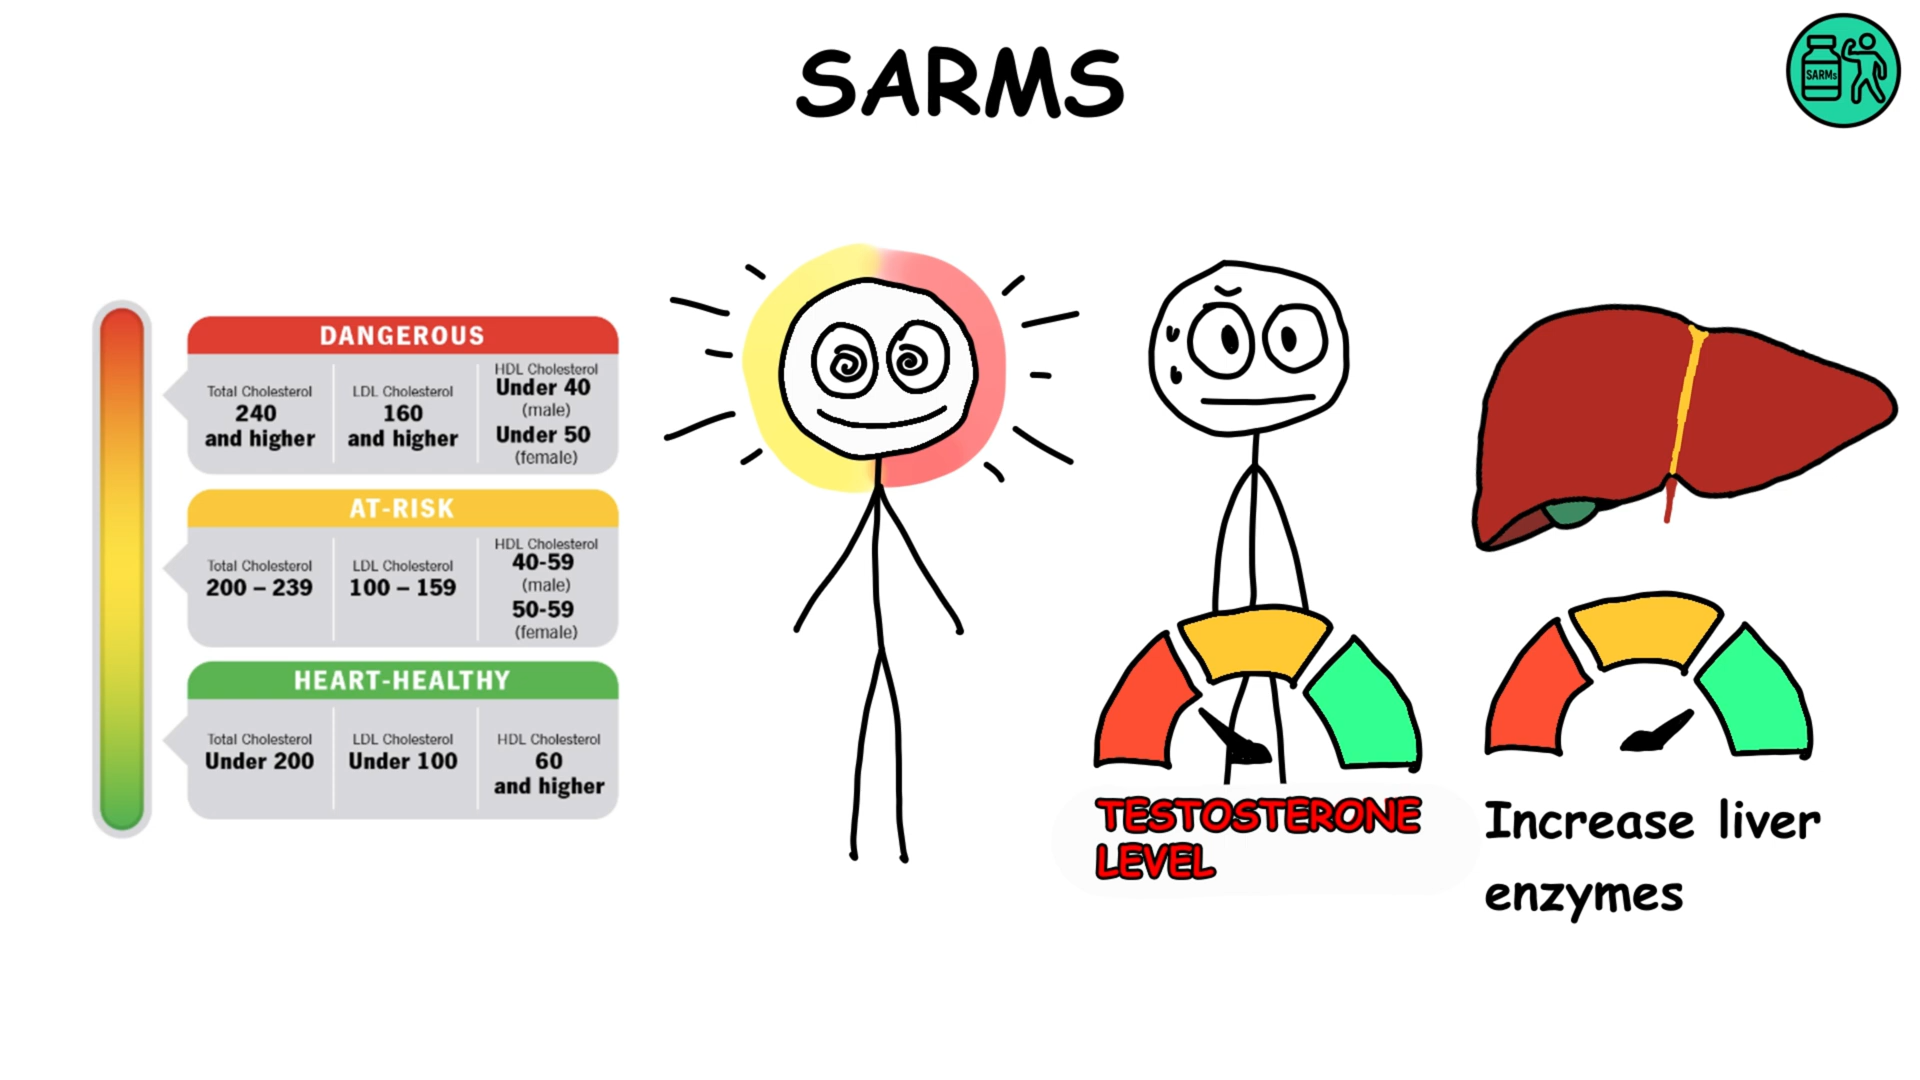 SARMS
SARMs
DANGEROUS
Total Cholesterol
240
and higher
LDL Cholesterol
160
and higher
HDL Cholesterol
Under 40
(male)
Under 50
(female)
AT-RISK
Total Cholesterol
200 – 239
LDL Cholesterol
100 – 159
HDL Cholesterol
40-59
(male)
50-59
(female)
HEART-HEALTHY
Total Cholesterol
Under 200
LDL Cholesterol
Under 100
HDL Cholesterol
60
and higher
TESTOSTERONE
LEVEL
Increase liver
enzymes